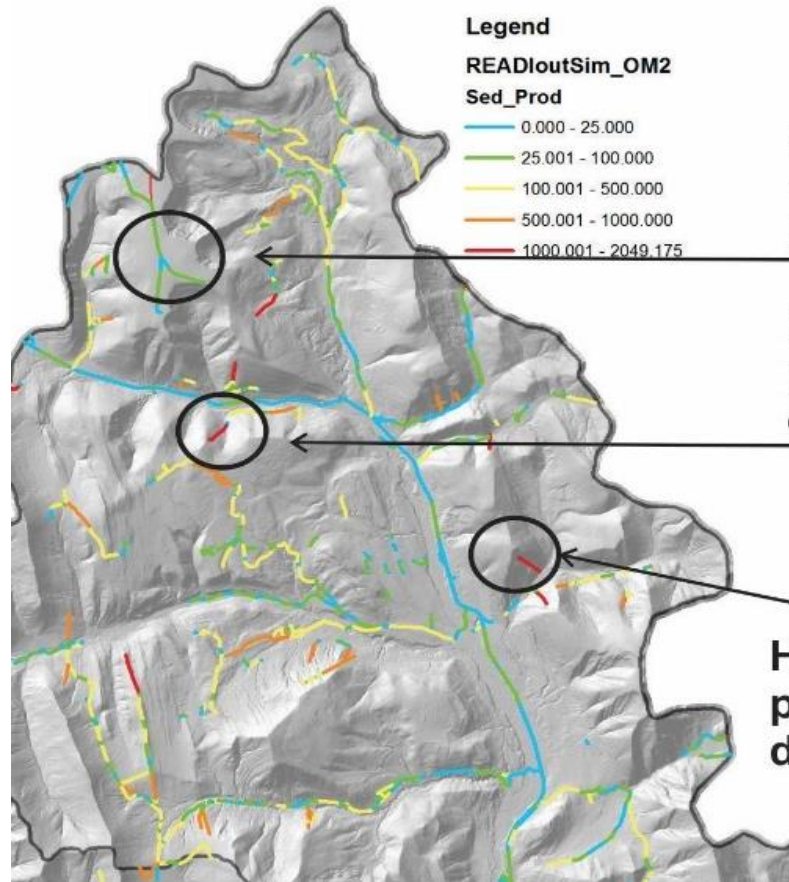 Legend
READIoutSim_OM2
Sed_Prod
0.000 - 25.000
25.001 - 100.000
100.001 - 500.000
500.001 - 1000.000
1000.001 - 2049.175
H
p
d